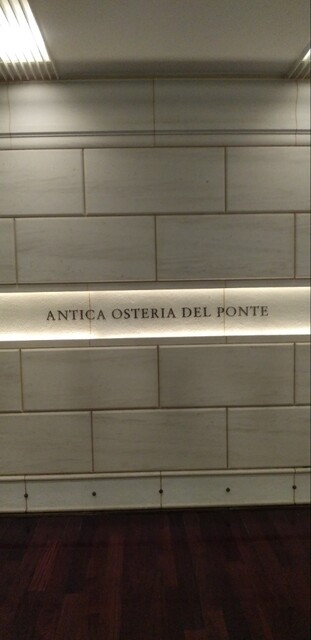 ANTICA OSTERIA DEL PONTE